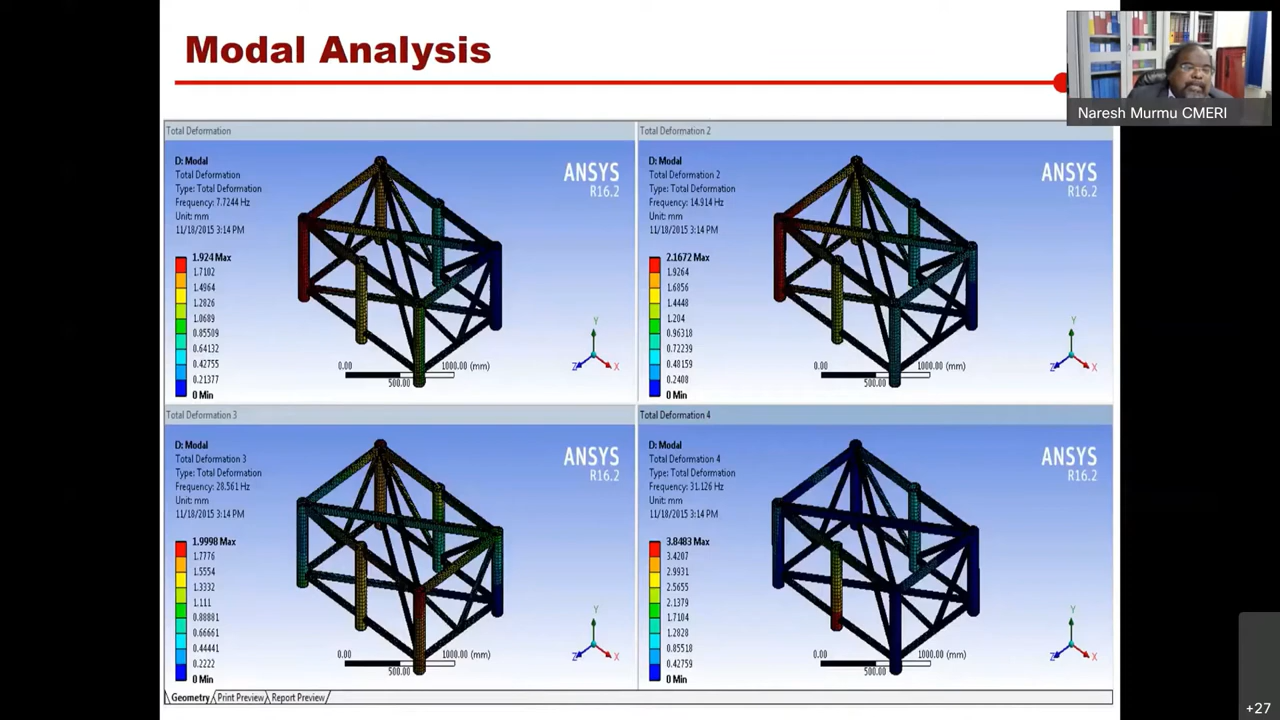 Modal Analysis
Naresh Murmu CMERI
Total Deformation
D: Modal
Total Deformation
Type: Total Deformation
Frequency: 7.7244 Hz
Unit: mm
11/18/2015 3:14 PM
ANSYS
R16.2
1.924 Max
1.7102
1.4964
1.2826
1.0689
0.85509
0.64132
0.42755
0.21377
0 Min
0.00
1000.00 (mm)
500.00
Y
Z
X
Total Deformation 2
D: Modal
Total Deformation 2
Type: Total Deformation
Frequency: 14.914 Hz
Unit: mm
11/18/2015 3:14 PM
ANSYS
R16.2
2.1672 Max
1.9264
1.6856
1.4448
1.204
0.96318
0.72239
0.48159
0.2408
0 Min
0.00
1000.00 (mm)
500.00
Y
Z
X
Total Deformation 3
D: Modal
Total Deformation 3
Type: Total Deformation
Frequency: 28.561 Hz
Unit: mm
11/18/2015 3:14 PM
ANSYS
R16.2
1.9998 Max
1.7776
1.5554
1.3332
1.111
0.88881
0.66661
0.44441
0.2222
0 Min
0.00
1000.00 (mm)
500.00
Y
Z
X
Total Deformation 4
D: Modal
Total Deformation 4
Type: Total Deformation
Frequency: 31.126 Hz
Unit: mm
11/18/2015 3:14 PM
ANSYS
R16.2
3.8483 Max
3.4207
2.9931
2.5655
2.1379
1.7104
1.2828
0.85518
0.42759
0 Min
0.00
1000.00 (mm)
500.00
Y
Z
X
Geometry Print Preview Report Preview
+27